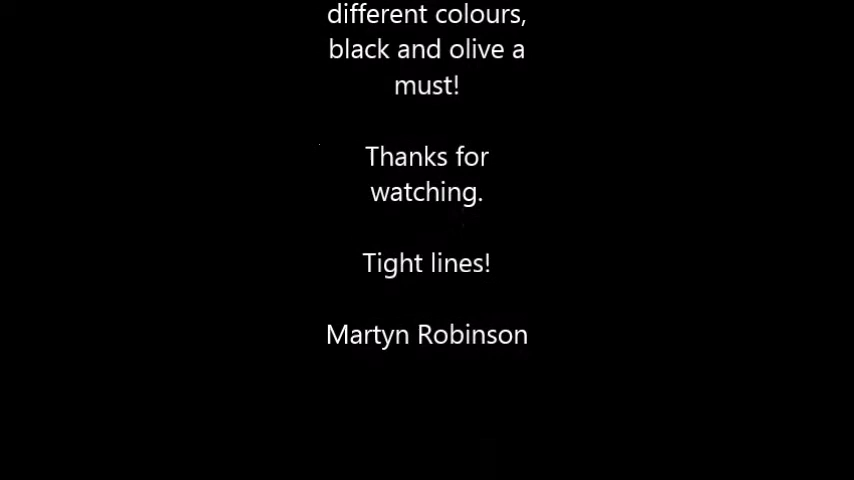 different colours,
black and olive a
must!
Thanks for
watching.
Tight lines!
Martyn Robinson